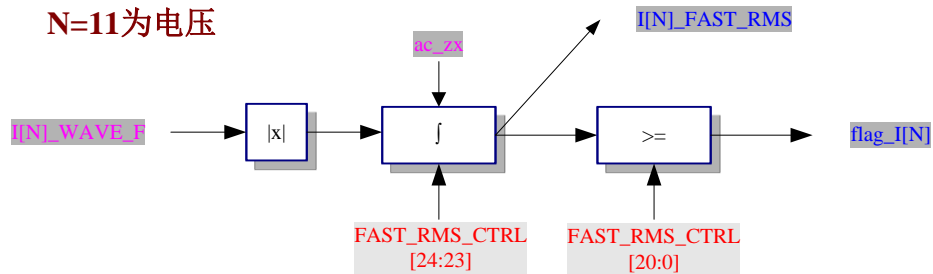 N=11为电压
I[N]_FAST_RMS
ac_zx
I[N]_WAVE_F
|x|
∫
>=
flag_I[N]
FAST_RMS_CTRL
[24:23]
FAST_RMS_CTRL
[20:0]